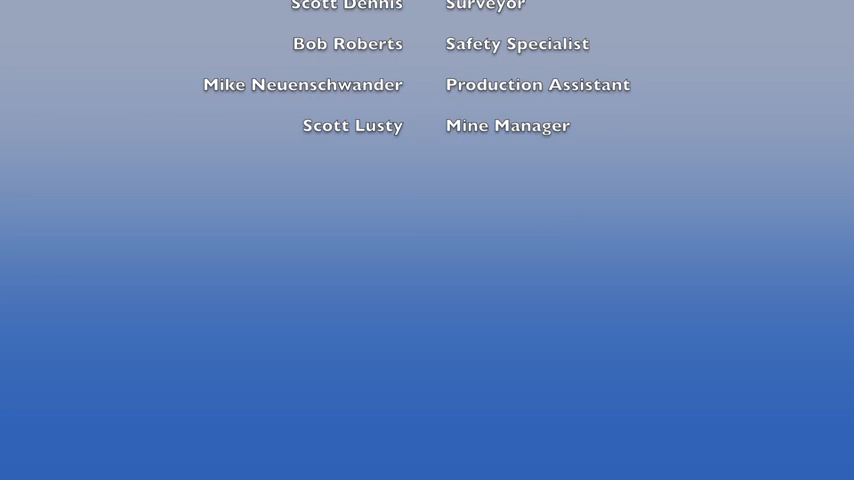 Scott Dennis Surveyor
Bob Roberts Safety Specialist
Mike Neuenschwander Production Assistant
Scott Lusty Mine Manager